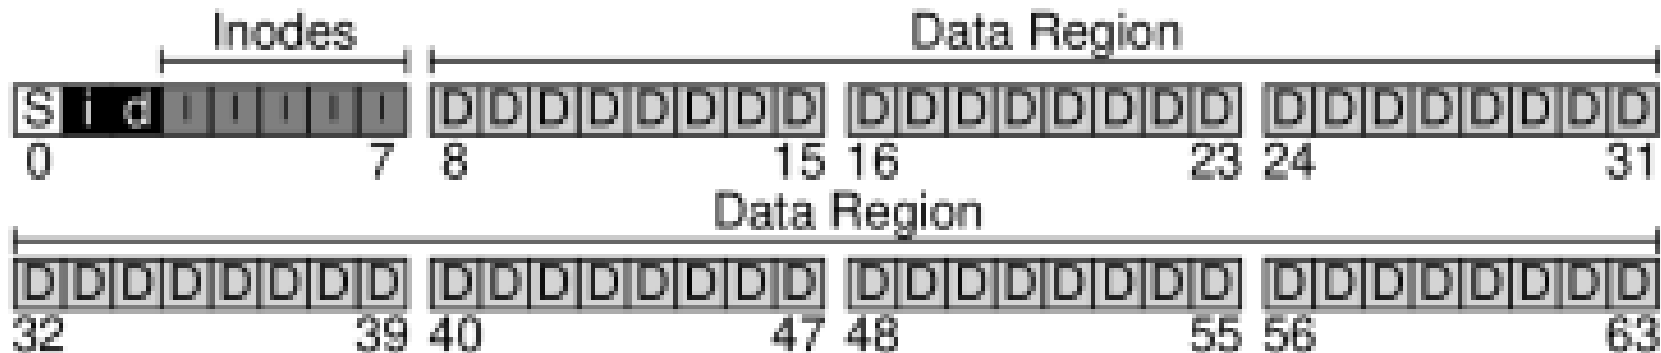 Inodes Data Region
S i d I I I I I D D D D D D D D D D D D D D D D D D D D D D D D
0 7 8 15 16 23 24 31
Data Region
D D D D D D D D D D D D D D D D D D D D D D D D D D D D D D D D
32 39 40 47 48 55 56 63